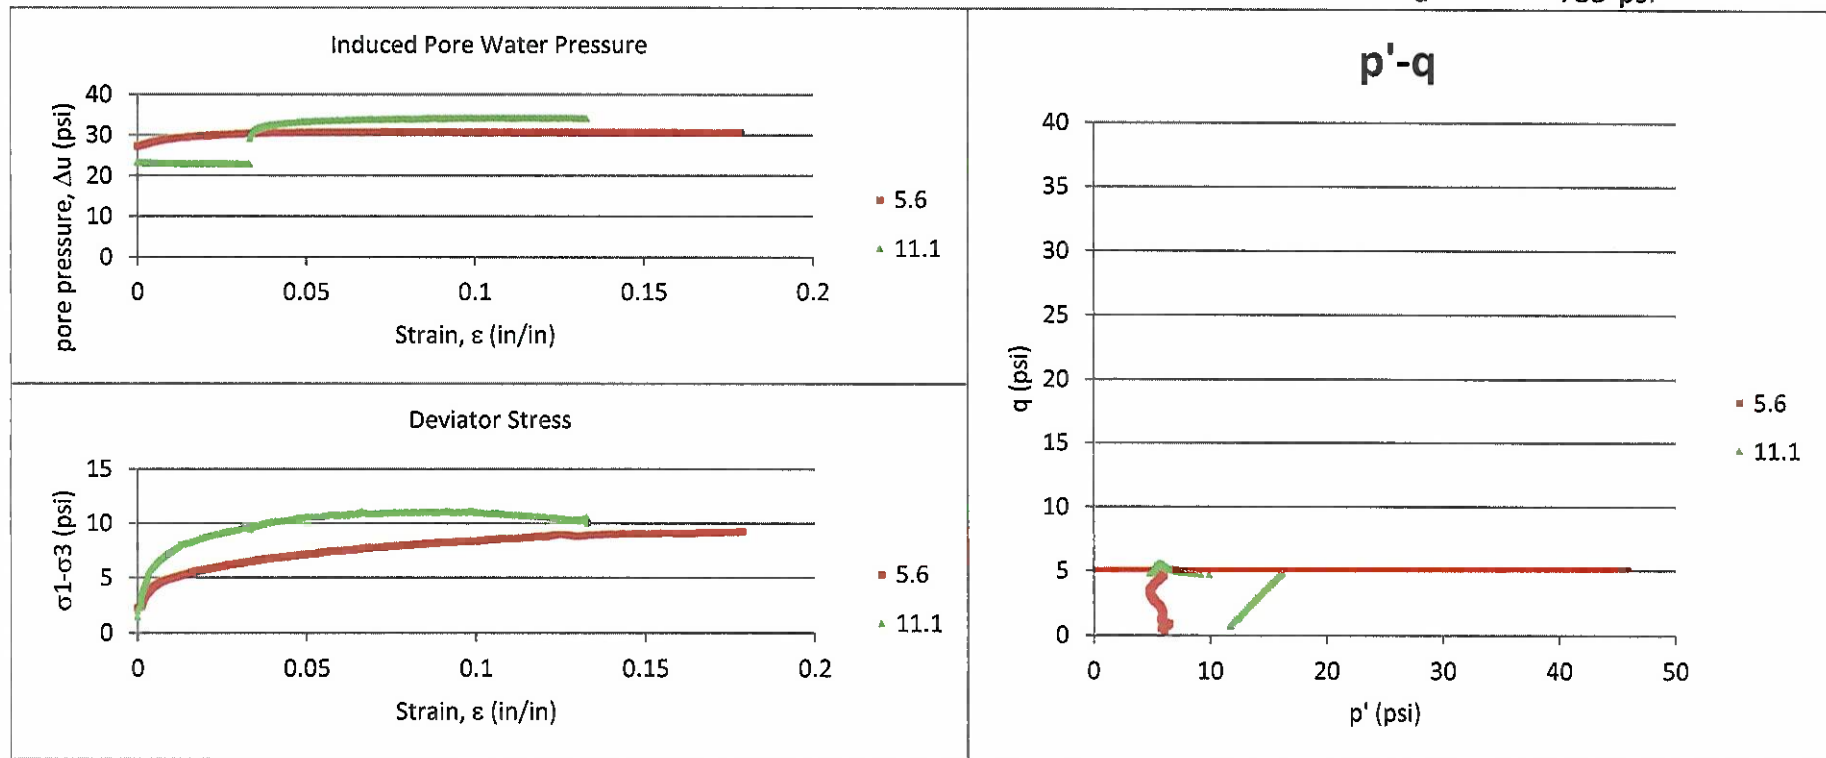 Induced Pore Water Pressure
pore pressure, Δu (psi)
40
30
20
10
0
0 0.05 0.1 0.15 0.2
Strain, ε (in/in)
5.6
11.1
Deviator Stress
σ1-σ3 (psi)
15
10
5
0
0 0.05 0.1 0.15 0.2
Strain, ε (in/in)
5.6
11.1
p'-q
q (psi)
40
35
30
25
20
15
10
5
0
0 10 20 30 40 50
p' (psi)
5.6
11.1